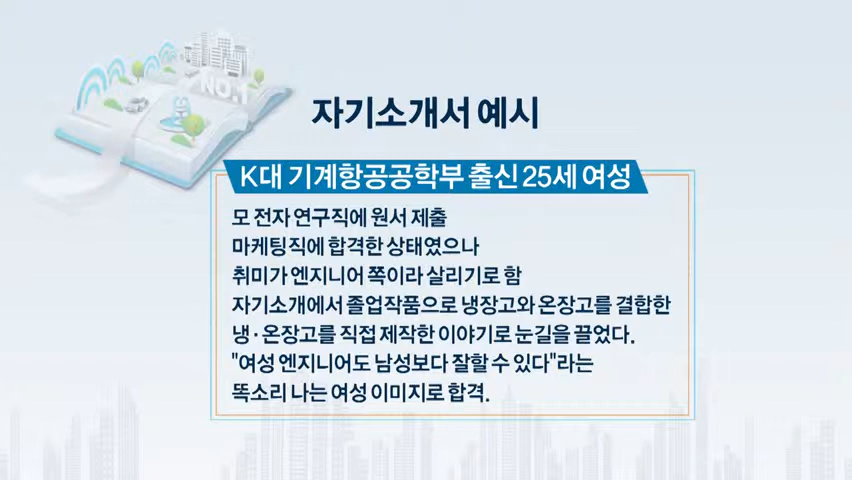 NO.1
자기소개서 예시
K대 기계항공공학부 출신 25세 여성
모 전자 연구직에 원서 제출
마케팅직에 합격한 상태였으나
취미가 엔지니어 쪽이라 살리기로 함
자기소개에서 졸업작품으로 냉장고와 온장고를 결합한
냉·온장고를 직접 제작한 이야기로 눈길을 끌었다.
"여성 엔지니어도 남성보다 잘할 수 있다"라는
똑소리 나는 여성 이미지로 합격.